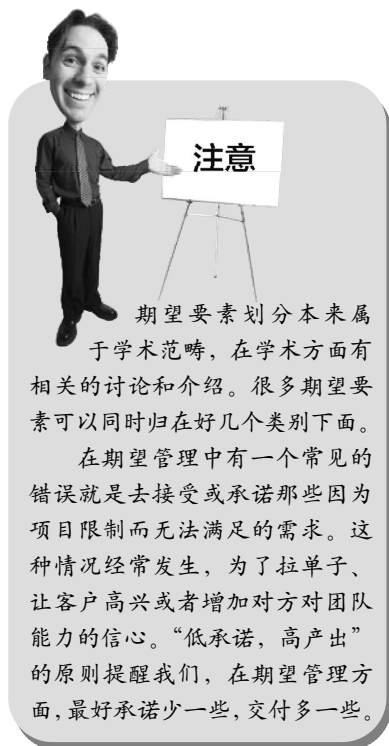 注意
期望要素划分本来属
于学术范畴，在学术方面有
相关的讨论和介绍。很多期望要
素可以同时归在好几个类别下面。
在期望管理中有一个常见的
错误就是去接受或承诺那些因为
项目限制而无法满足的需求。这
种情况经常发生，为了拉单子、
让客户高兴或者增加对方对团队
能力的信心。“低承诺，高产出”
的原则提醒我们，在期望管理方
面，最好承诺少一些，交付多一些。